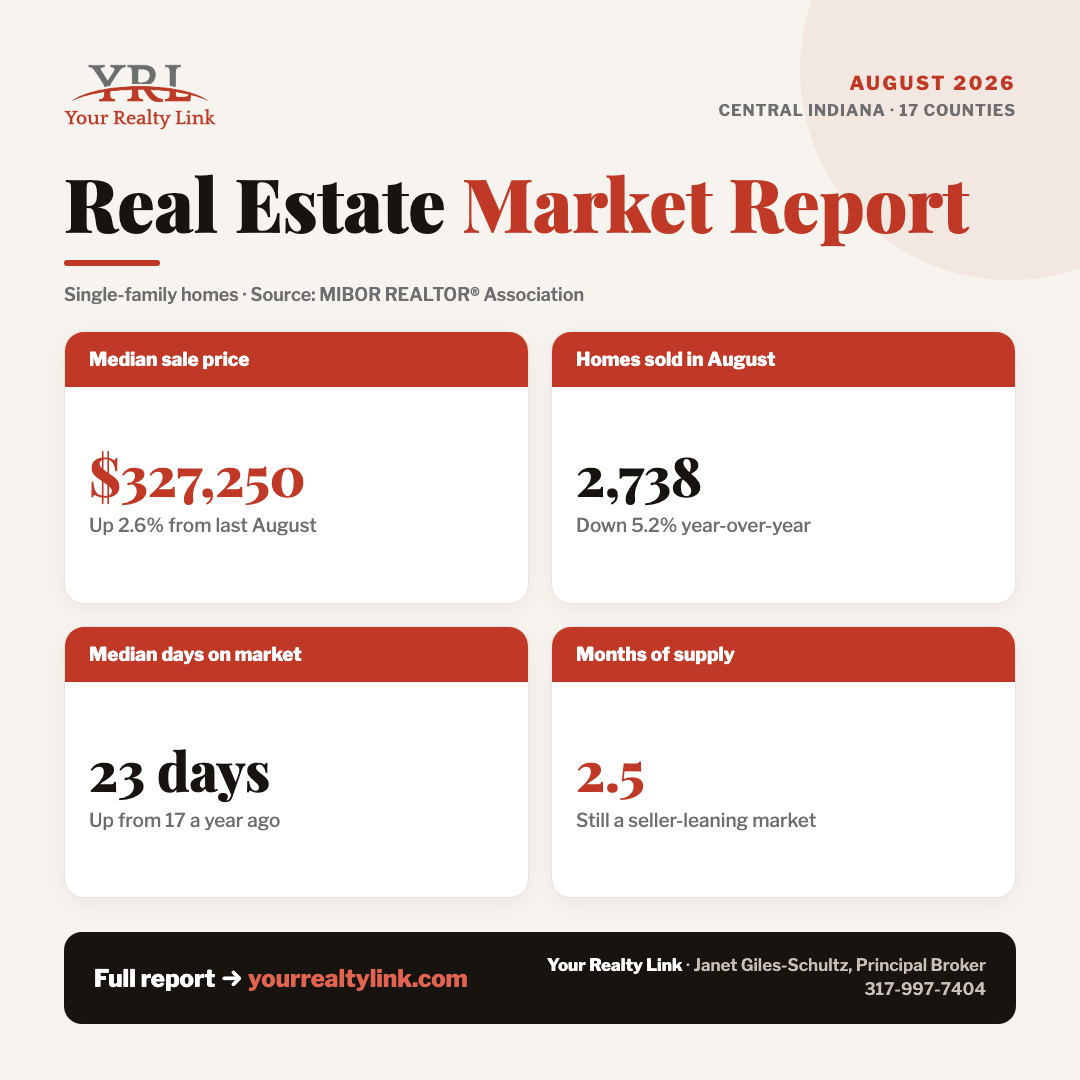 YRL
Your Realty Link
AUGUST 2026
CENTRAL INDIANA · 17 COUNTIES
Real Estate Market Report
Single-family homes · Source: MIBOR REALTOR® Association
Median sale price
$327,250
Up 2.6% from last August
Homes sold in August
2,738
Down 5.2% year-over-year
Median days on market
23 days
Up from 17 a year ago
Months of supply
2.5
Still a seller-leaning market
Full report → yourrealtylink.com
Your Realty Link · Janet Giles-Schultz, Principal Broker
317-997-7404